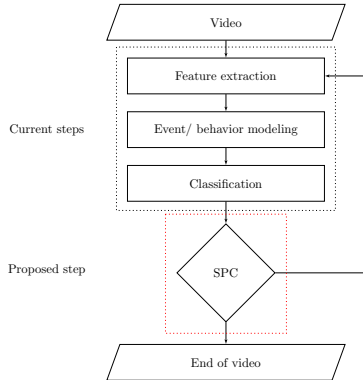 Video
Feature extraction
Current steps
Event/ behavior modeling
Classification
Proposed step
SPC
End of video